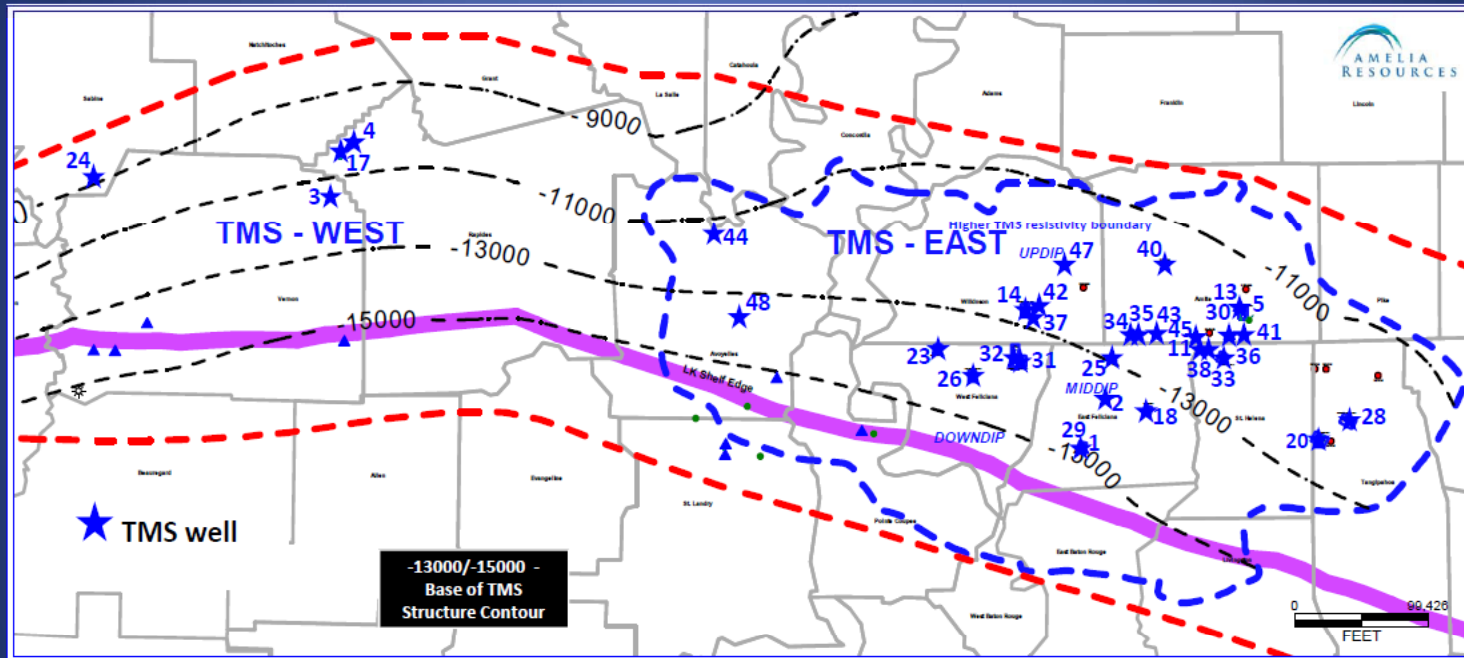 AMELIA
RESOURCES
Natchitoches
Sabine
Grant
La Salle
Catahoula
Concordia
Adams
Franklin
Lincoln
-9000
4
17
24
3
TMS - WEST
-11000
Rapides
-13000
Vernon
-15000
44
48
Avoyelles
LK Shelf Edge
TMS - EAST
Higher TMS resistivity boundary
UPDIP
47
40
-11000
Wilkinson
14
42
37
Amite
13
5
30
Pike
34
35
43
45
41
23
32
31
25
11
38
33
36
26
West Feliciana
MIDDIP
2
18
East Feliciana
-13000
St. Helena
28
20
Tangipahoa
DOWNDIP
29
1
-15000
Beauregard
Allen
Evangeline
St. Landry
Pointe Coupee
East Baton Rouge
West Baton Rouge
Livingston
TMS well
-13000/-15000 -
Base of TMS
Structure Contour
0
99,426
FEET